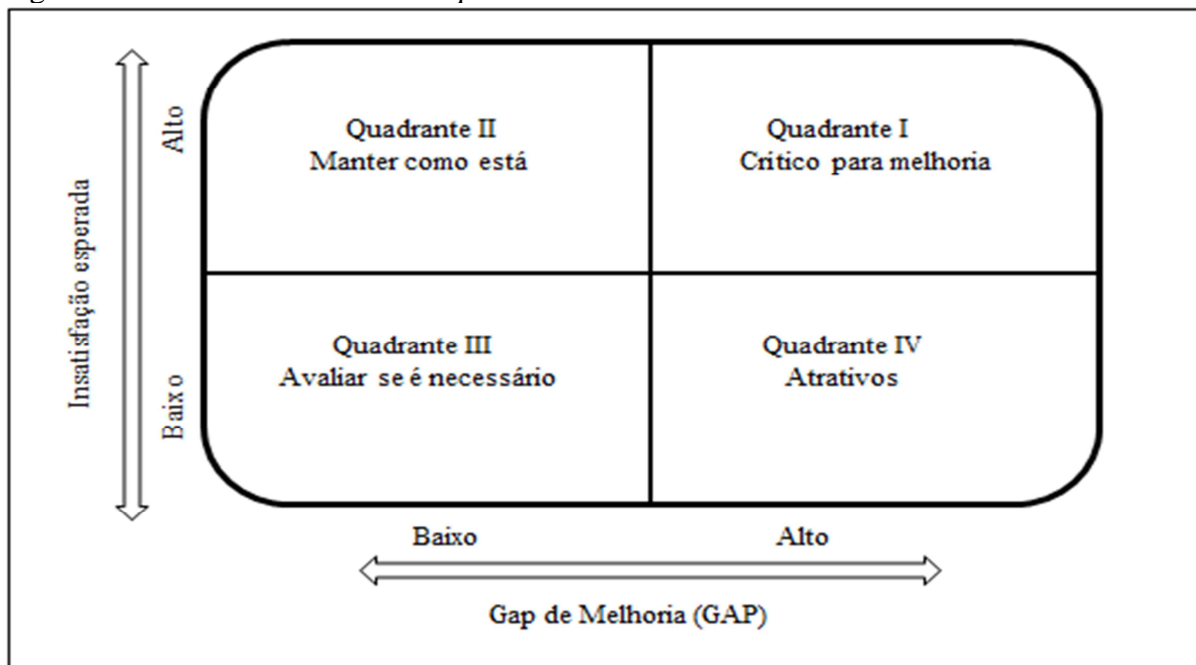 Alto
Quadrante II
Manter como está
Quadrante I
Crítico para melhoria
Insatisfação esperada
Baixo
Quadrante III
Avaliar se é necessário
Quadrante IV
Atrativos
Baixo
Alto
Gap de Melhoria (GAP)